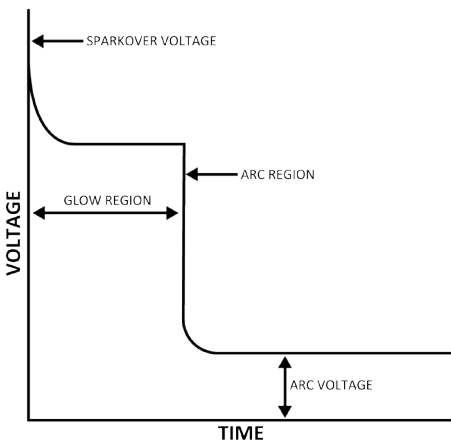 SPARKOVER VOLTAGE
ARC REGION
GLOW REGION
VOLTAGE
ARC VOLTAGE
TIME